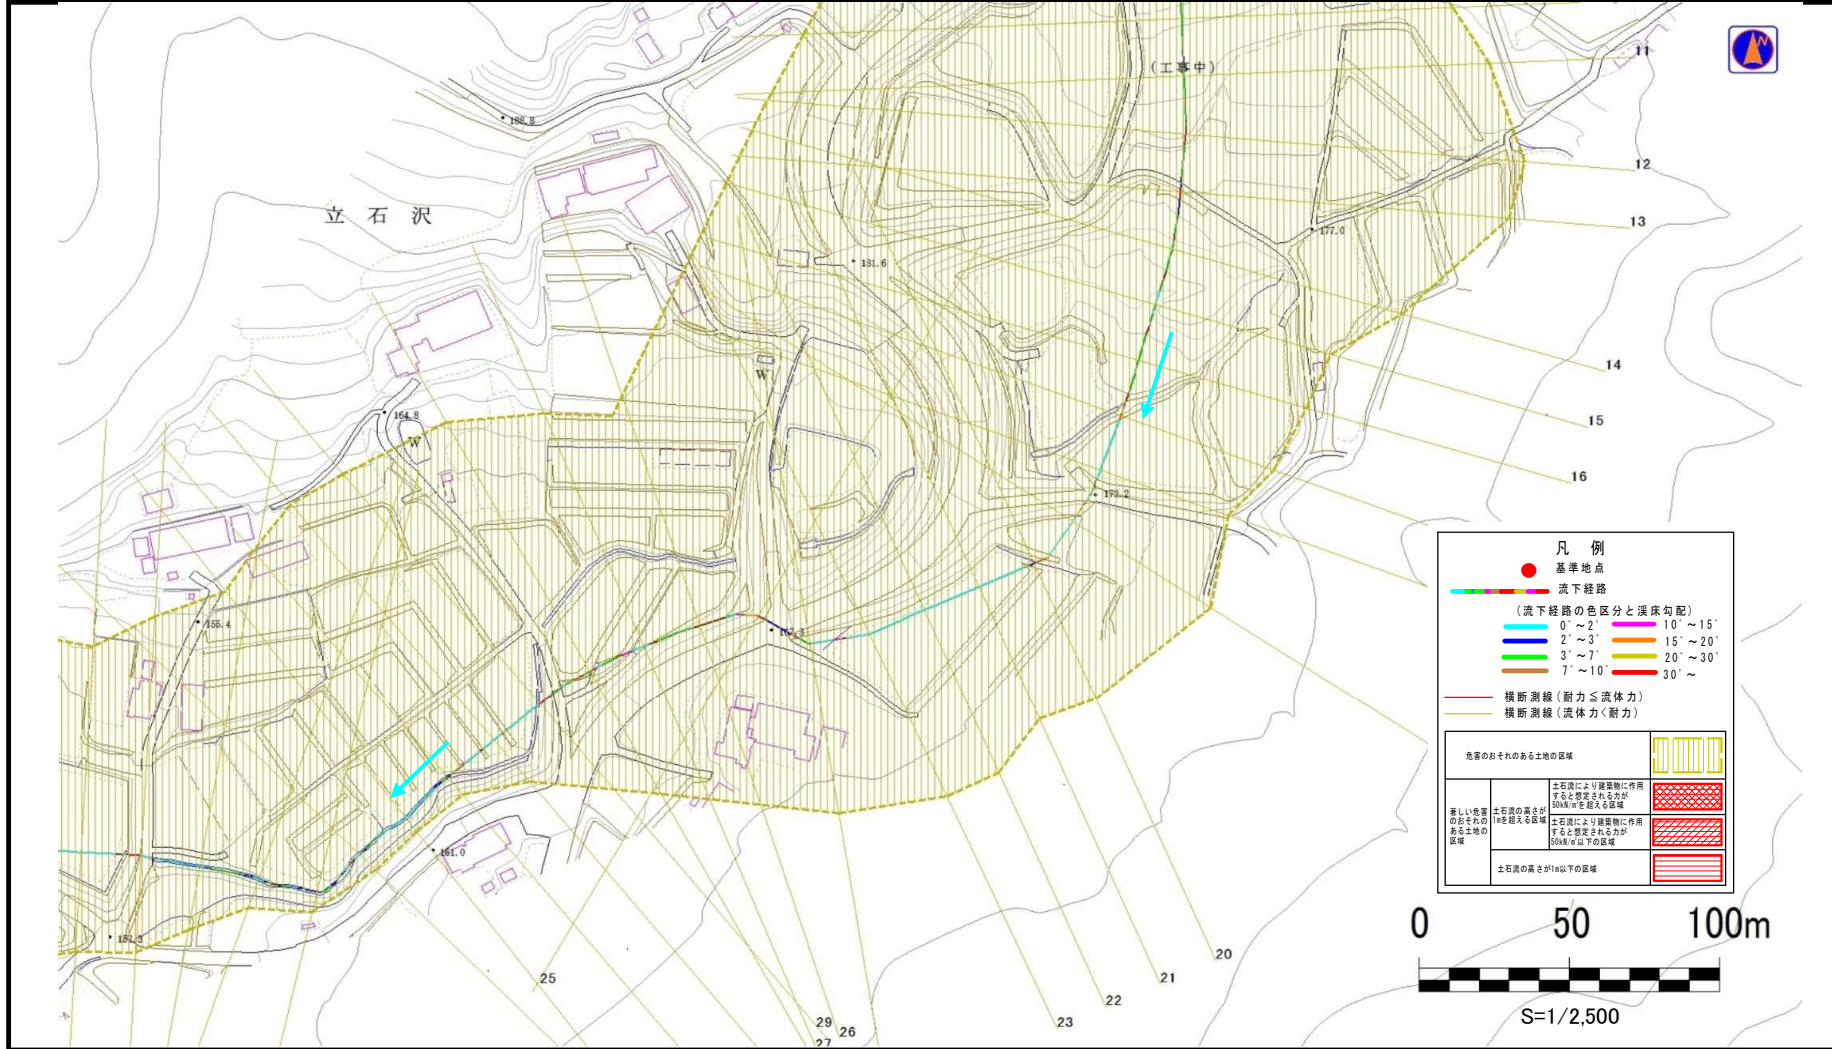 N
11
(工事中)
188.8
12
立石沢
13
177.0
181.6
14
W
164.8
15
W
16
172.2
凡例
基準地点
流下経路
(流下経路の色区分と渓床勾配)
0°~2° 10°~15°
2°~3° 15°~20°
3°~7° 20°~30°
7°~10° 30°~
横断測線(耐力≦流体力)
横断測線(流体力<耐力)
155.4
危害のおそれのある土地の区域
著しい危害
のおそれの
ある土地の
区域
土石流の高さが
1mを超える区域
土石流により建築物に作用
すると想定される力が
50kN/㎡を超える区域
土石流により建築物に作用
すると想定される力が
50kN/㎡以下の区域
土石流の高さが1m以下の区域
161.0
152.3
0 50 100m
S=1/2,500
20
21
22
23
25
29
26
27